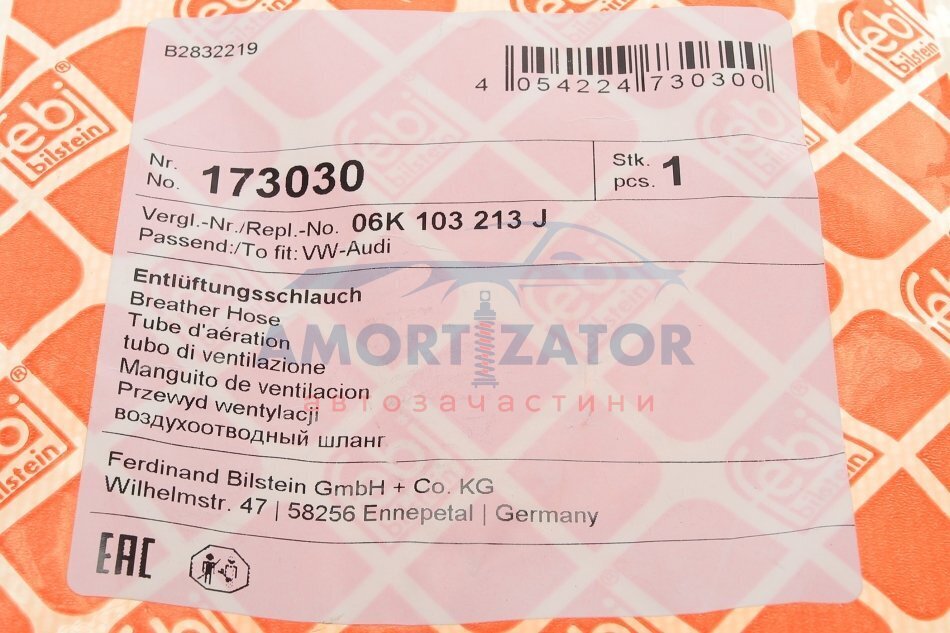 B2832219
4 054224 730300
Nr.
No. 173030
Stk.
pcs. 1
Vergl.-Nr./Repl.-No. 06K 103 213 J
Passend:/To fit: VW-Audi
Entlüftungsschlauch
Breather Hose
Tube d'aération
tubo di ventilazione
Manguito de ventilacion
Przewyd wentylacji
воздухоотводный шланг
AMORTIZATOR
автозачастини
Ferdinand Bilstein GmbH + Co. KG
Wilhelmstr. 47 | 58256 Ennepetal | Germany
EAC
febi®
bilstein